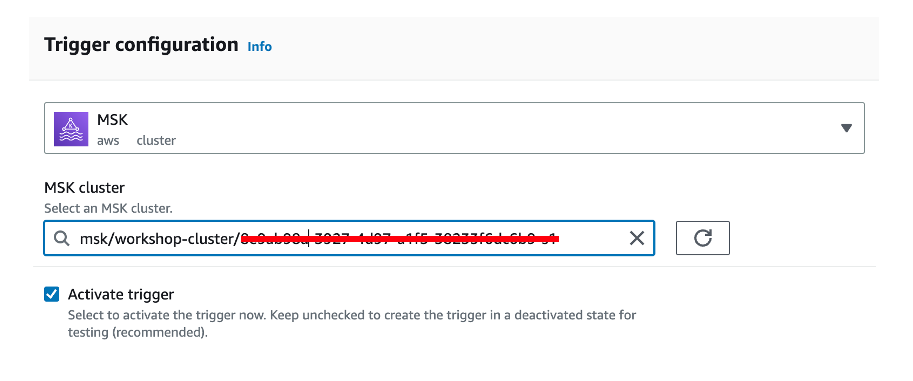 Trigger configuration Info
MSK
aws cluster
MSK cluster
Select an MSK cluster.
msk/workshop-cluster/
Activate trigger
Select to activate the trigger now. Keep unchecked to create the trigger in a deactivated state for
testing (recommended).